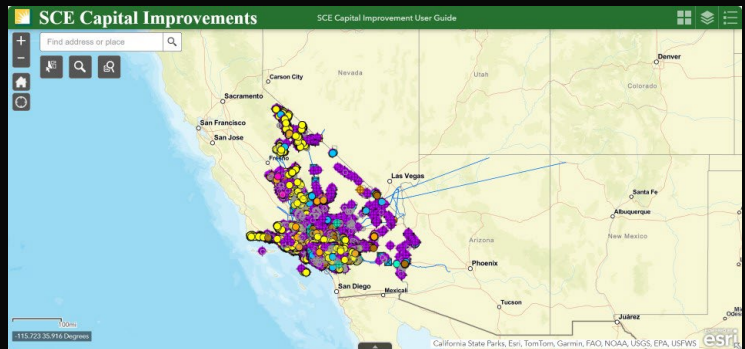 SCE Capital Improvements
SCE Capital Improvement User Guide
+
Find address or place
−
Carson City
Nevada
Utah
Denver
Colorado
Sacramento
San Francisco
San Jose
Fresno
Las Vegas
Santa Fe
Albuquerque
Arizona
New Mexico
Phoenix
San Diego
Mexicali
Tucson
Juárez
100mi
-115.723 35.916 Degrees
California State Parks, Esri, TomTom, Garmin, FAO, NOAA, USGS, EPA, USFWS
esri